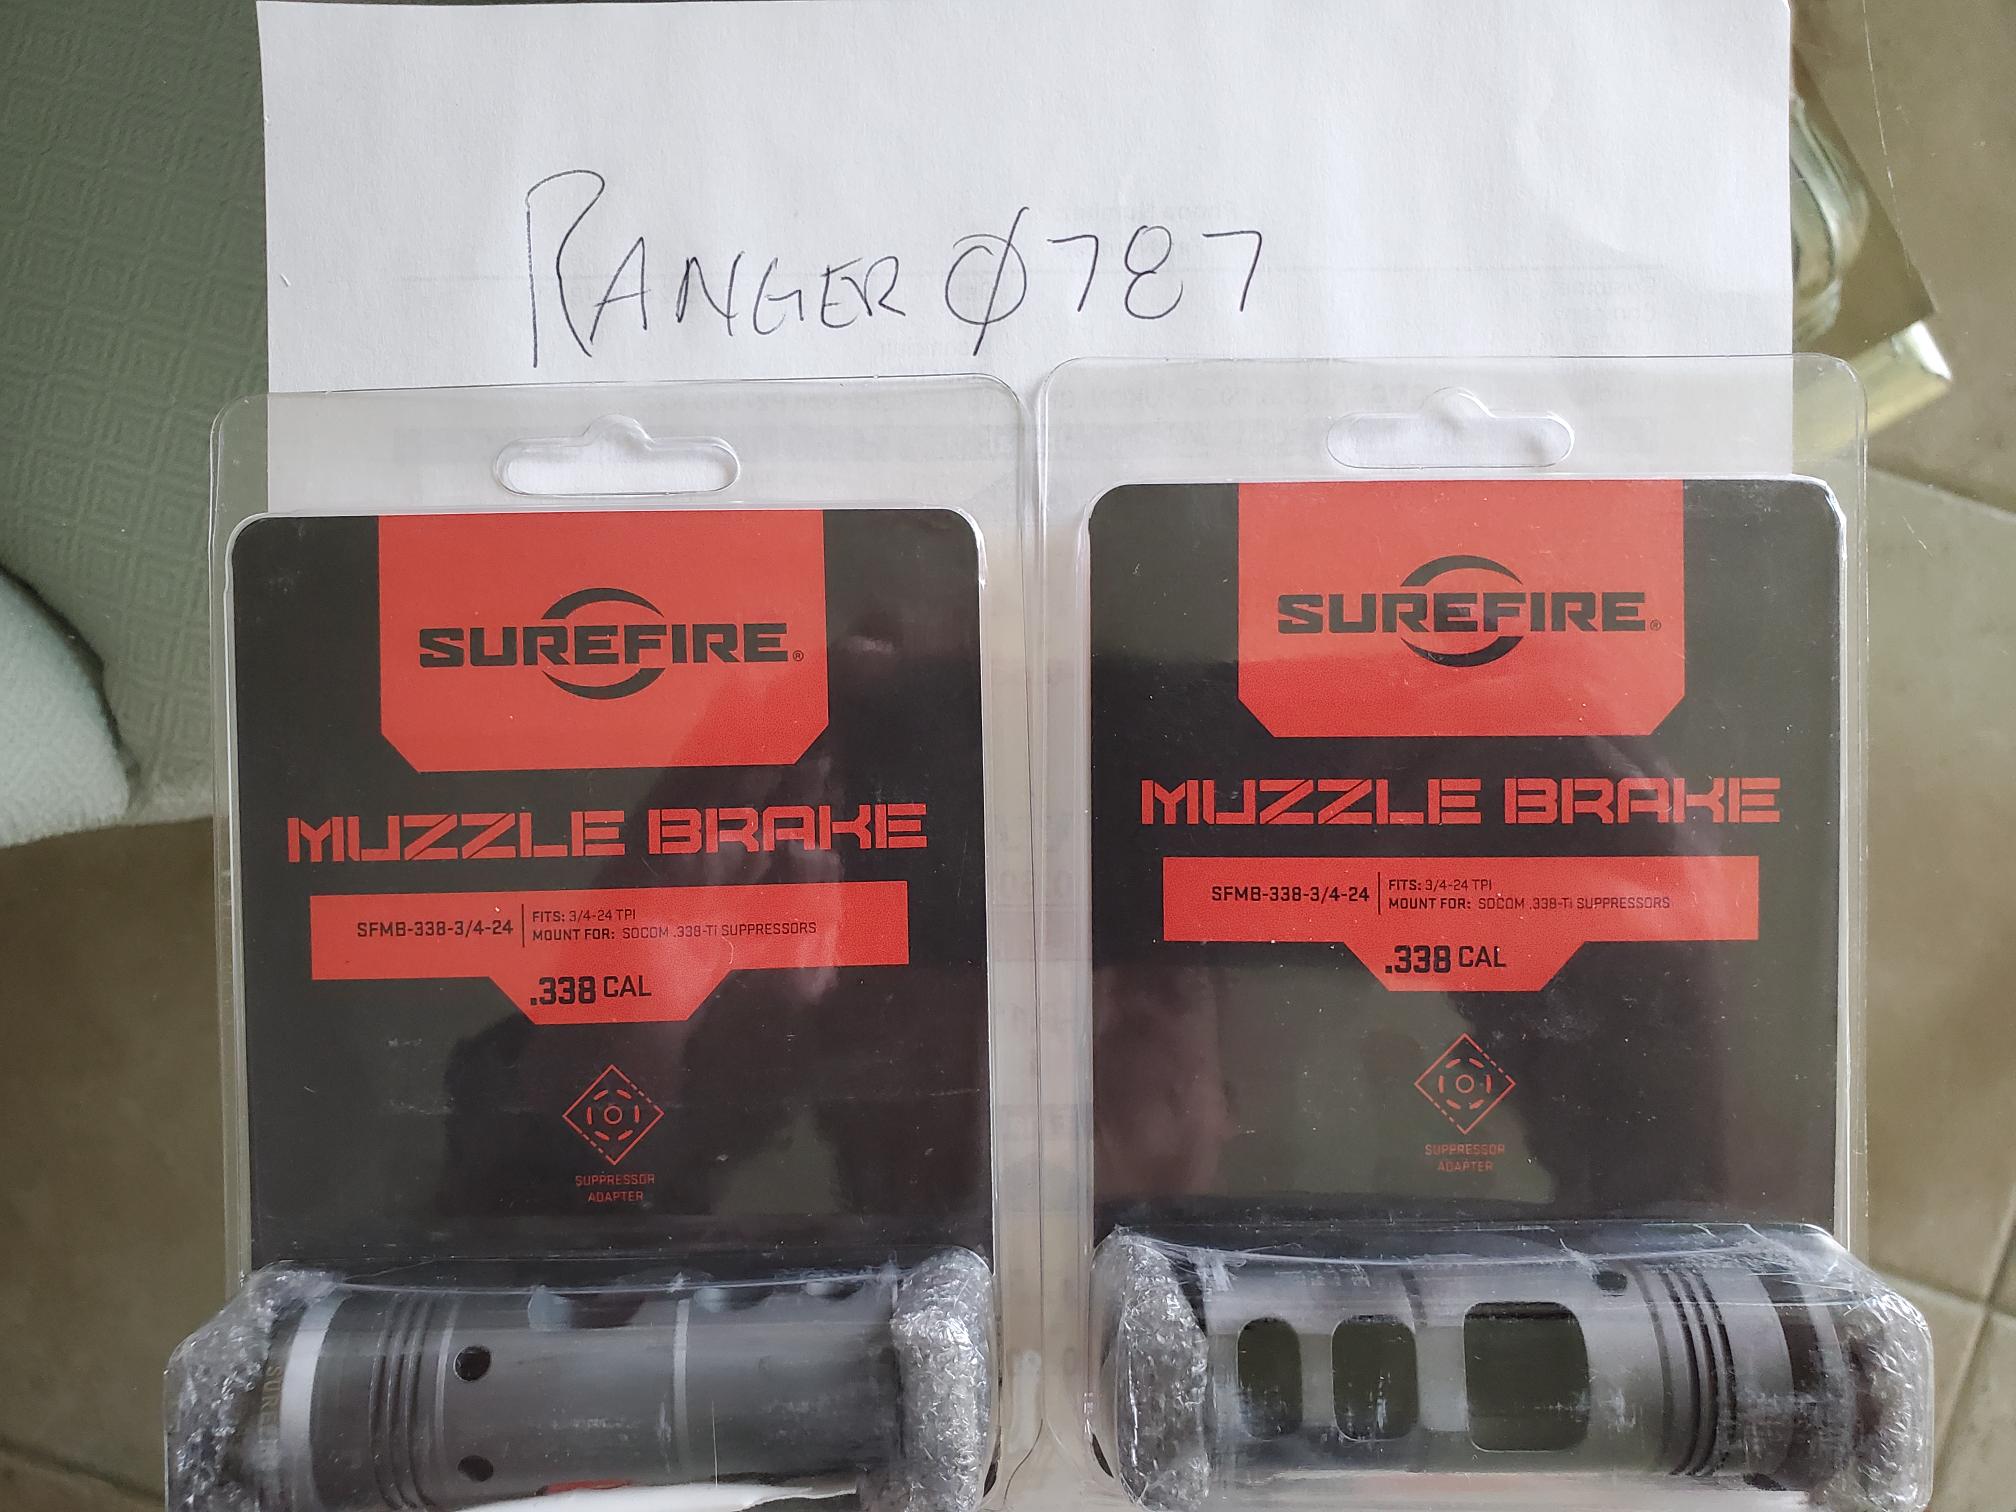 RANGERØ787
SUREFIRE®
MUZZLE BRAKE
SFMB-338-3/4-24
FITS: 3/4-24 TPI
MOUNT FOR: SOCOM .338-Ti SUPPRESSORS
.338 CAL
SUPPRESSOR
ADAPTER
SURE
SUREFIRE®
MUZZLE BRAKE
SFMB-338-3/4-24
FITS: 3/4-24 TPI
MOUNT FOR: SOCOM .338-Ti SUPPRESSORS
.338 CAL
SUPPRESSOR
ADAPTER